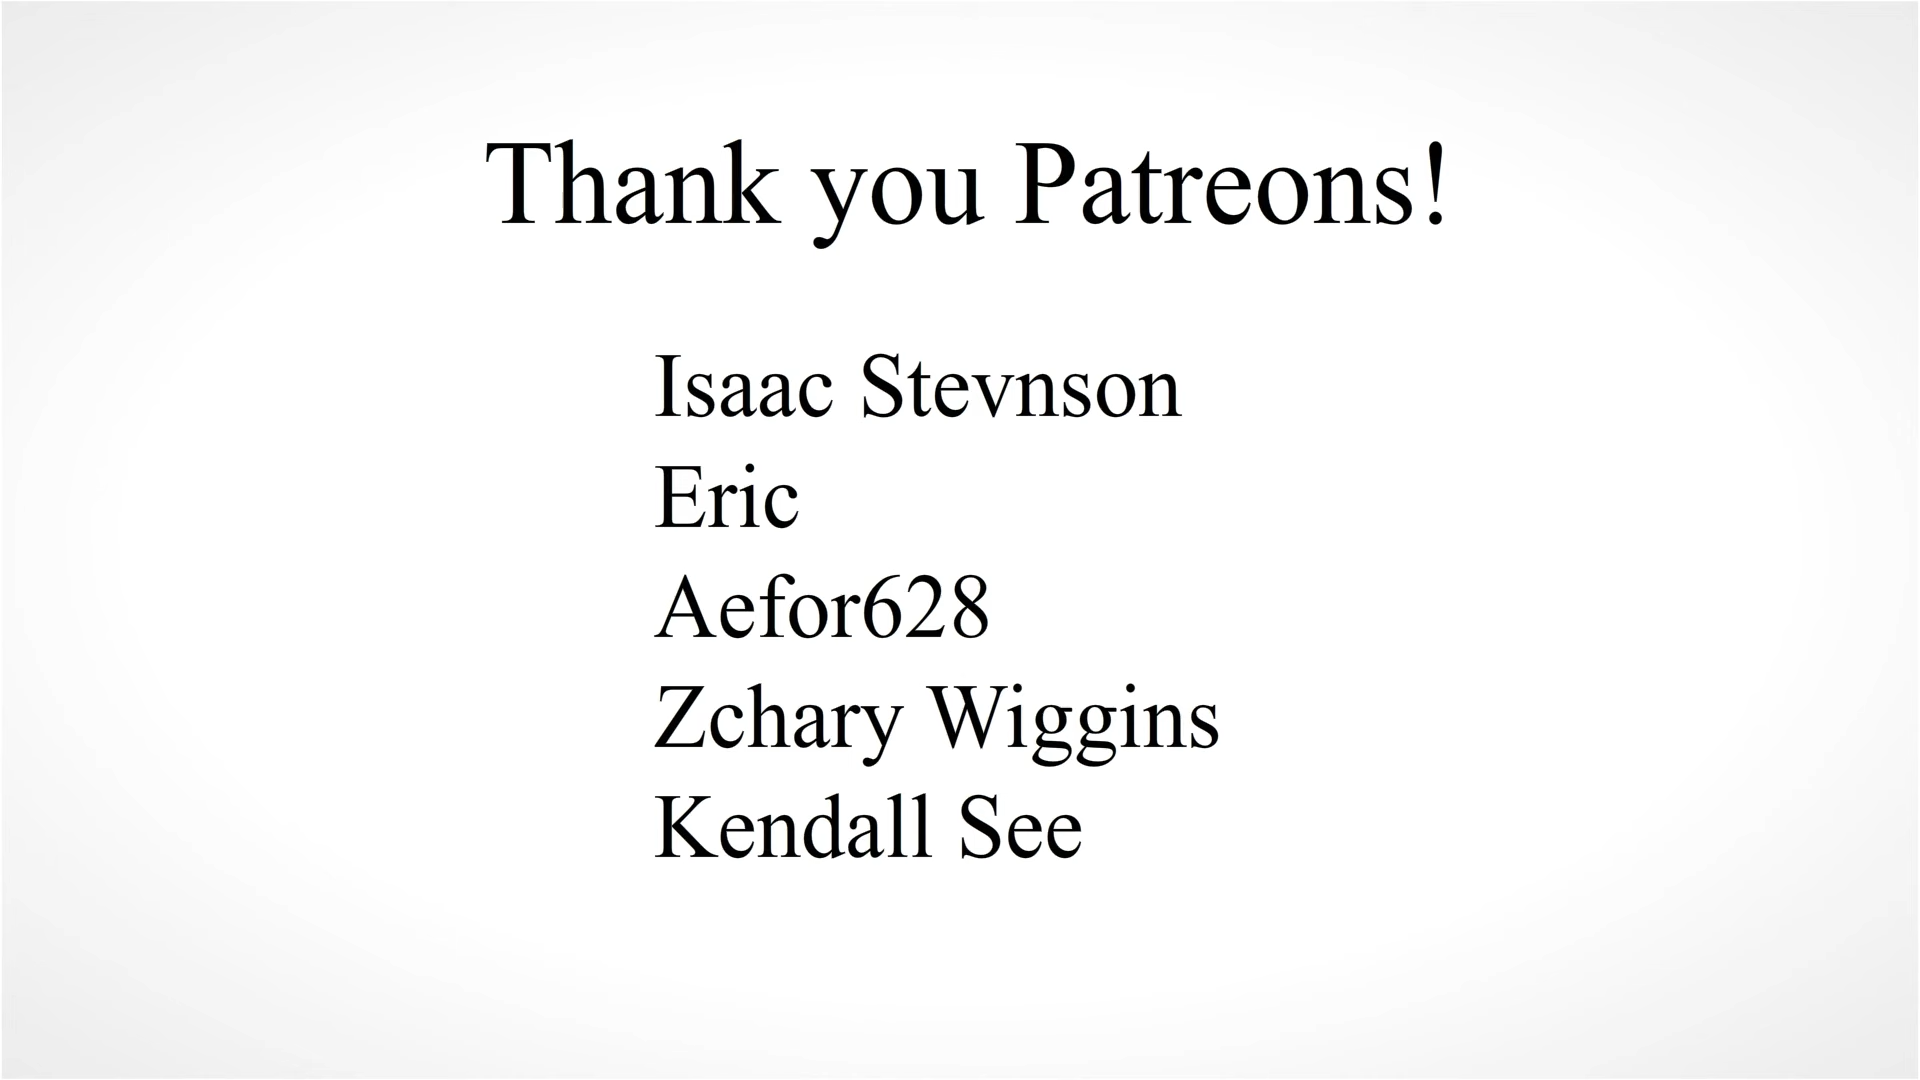 Thank you Patreons!
Isaac Stevnson
Eric
Aefor628
Zchary Wiggins
Kendall See